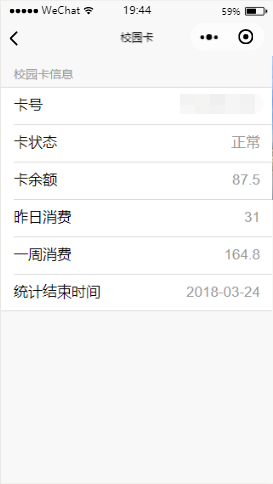 WeChat 19:44 59%
校园卡
校园卡信息
卡号
卡状态 正常
卡余额 87.5
昨日消费 31
一周消费 164.8
统计结束时间 2018-03-24